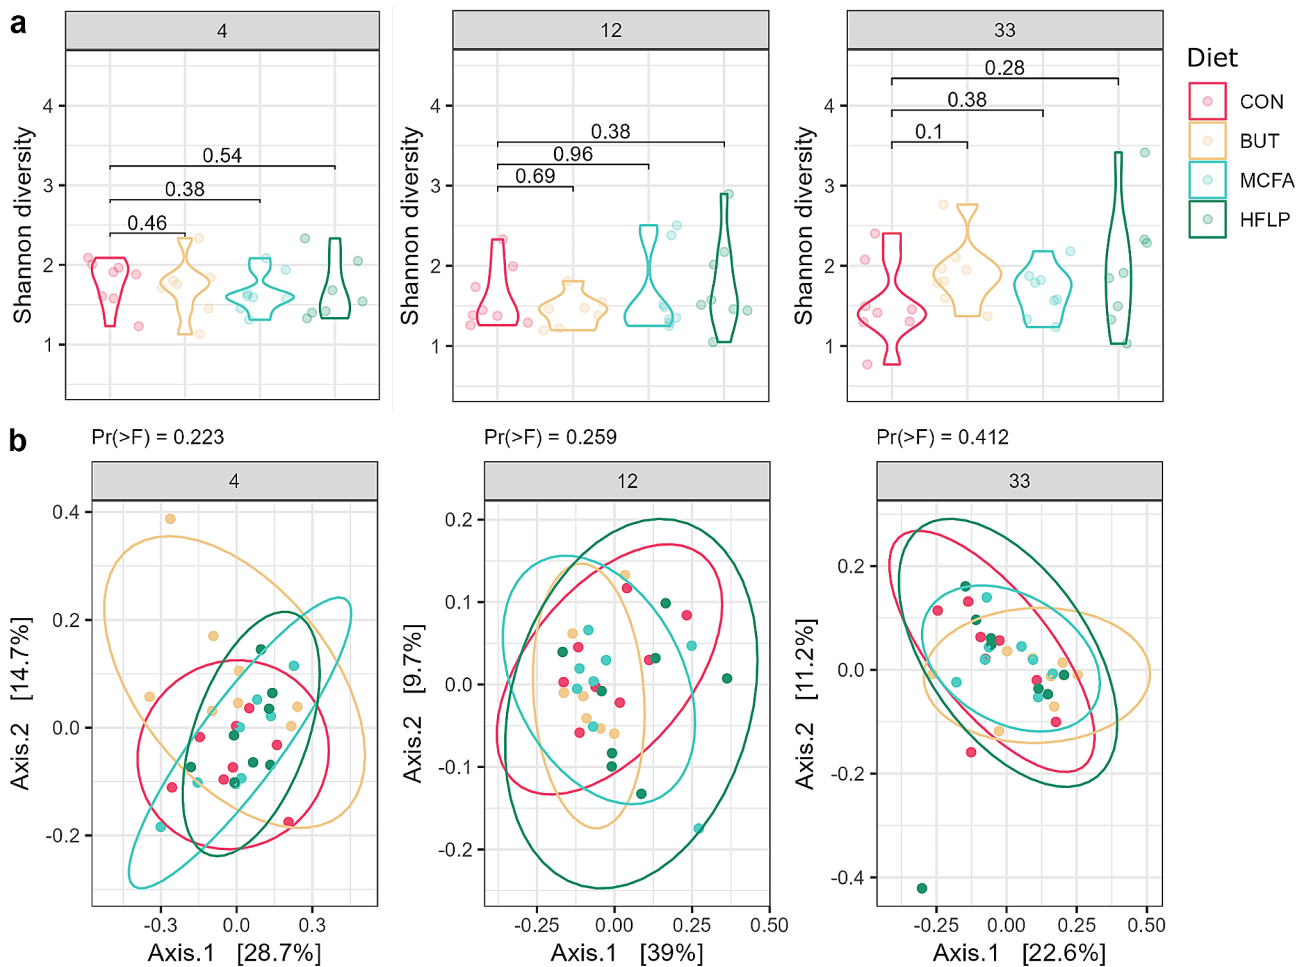 a
4
12
33
Shannon diversity
4
3
2
1
0.54
0.38
0.46
Shannon diversity
4
3
2
1
0.38
0.96
0.69
Shannon diversity
4
3
2
1
0.28
0.38
0.1
Diet
CON
BUT
MCFA
HFLP
b
Pr(>F) = 0.223
Pr(>F) = 0.259
Pr(>F) = 0.412
4
12
33
Axis.2 [14.7%]
0.4
0.2
0.0
-0.2
-0.3 0.0 0.3
Axis.1 [28.7%]
Axis.2 [9.7%]
0.2
0.1
0.0
-0.1
-0.2
-0.25 0.00 0.25 0.50
Axis.1 [39%]
Axis.2 [11.2%]
0.2
0.0
-0.2
-0.4
-0.25 0.00 0.25 0.50
Axis.1 [22.6%]